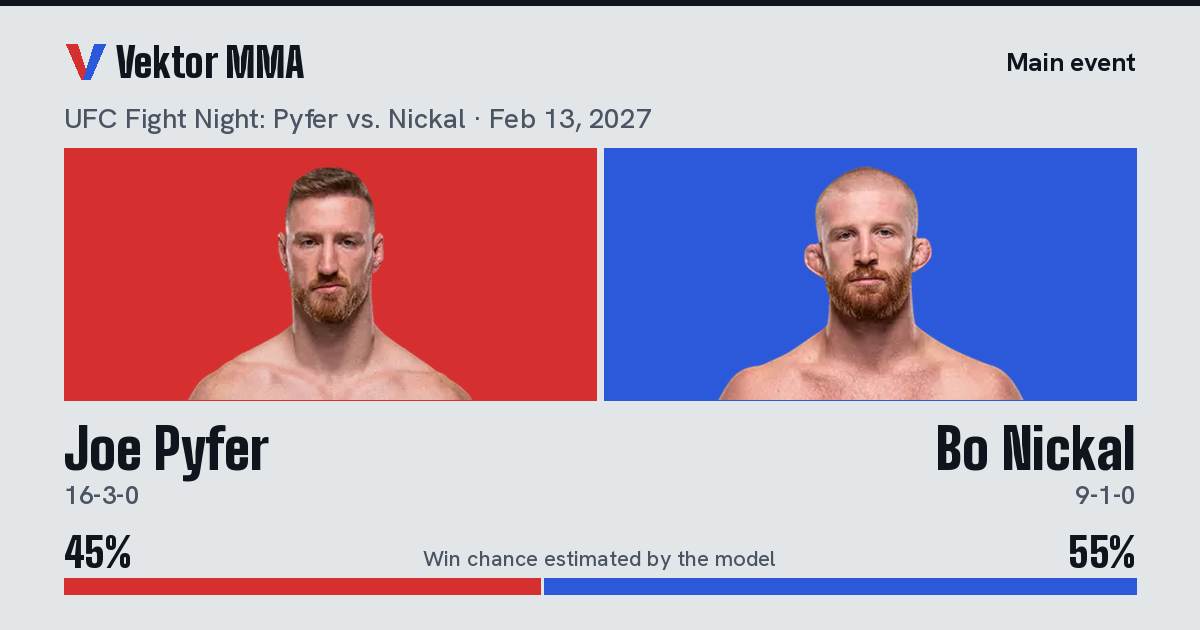 Vektor MMA
Main event
UFC Fight Night: Pyfer vs. Nickal · Feb 13, 2027
Joe Pyfer
Bo Nickal
16-3-0
9-1-0
45%
Win chance estimated by the model
55%